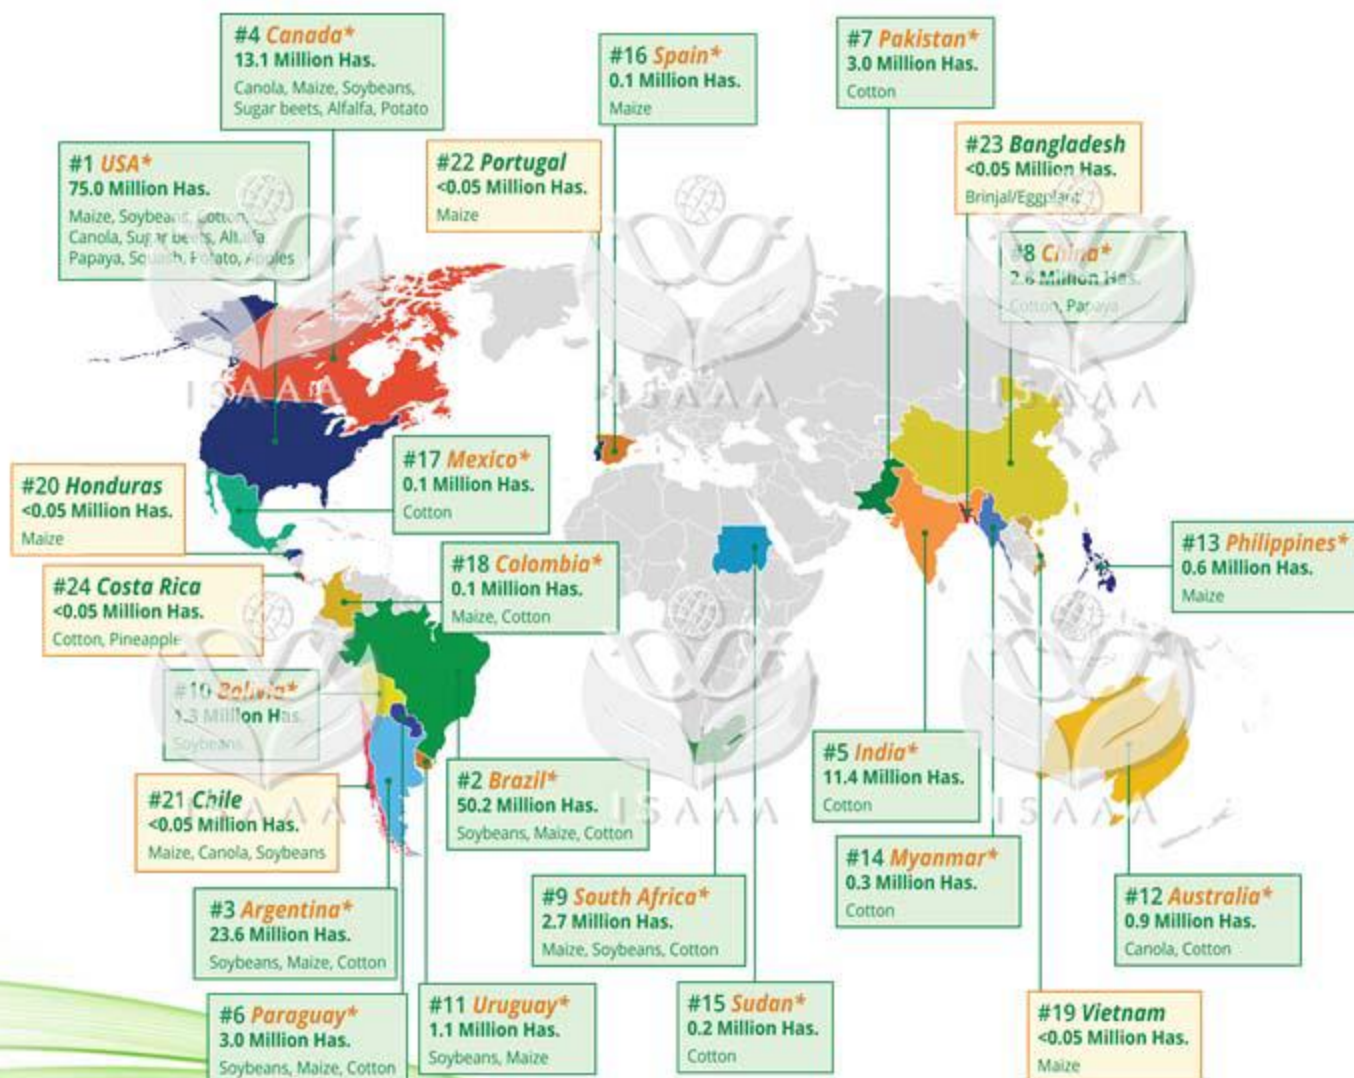 #4 Canada*
13.1 Million Has.
Canola, Maize, Soybeans,
Sugar beets, Alfalfa, Potato
#16 Spain*
0.1 Million Has.
Maize
#7 Pakistan*
3.0 Million Has.
Cotton
#1 USA*
75.0 Million Has.
Maize, Soybeans, Cotton,
Canola, Sugar beets, Alfalfa,
Papaya, Squash, Potato, Apples
#22 Portugal
<0.05 Million Has.
Maize
#23 Bangladesh
<0.05 Million Has.
Brinjal/Eggplant
#8 China*
2.8 Million Has.
Cotton, Papaya
ISAAA
ISAAA
ISAAA
#20 Honduras
<0.05 Million Has.
Maize
#17 Mexico*
0.1 Million Has.
Cotton
#13 Philippines*
0.6 Million Has.
Maize
#24 Costa Rica
<0.05 Million Has.
Cotton, Pineapple
#18 Colombia*
0.1 Million Has.
Maize, Cotton
#10 Bolivia*
1.3 Million Has.
Soybeans
#21 Chile
<0.05 Million Has.
Maize, Canola, Soybeans
#2 Brazil*
50.2 Million Has.
Soybeans, Maize, Cotton
#5 India*
11.4 Million Has.
Cotton
ISAAA
ISAAA
ISAAA
#3 Argentina*
23.6 Million Has.
Soybeans, Maize, Cotton
#9 South Africa*
2.7 Million Has.
Maize, Soybeans, Cotton
#14 Myanmar*
0.3 Million Has.
Cotton
#12 Australia*
0.9 Million Has.
Canola, Cotton
#6 Paraguay*
3.0 Million Has.
Soybeans, Maize, Cotton
#11 Uruguay*
1.1 Million Has.
Soybeans, Maize
#15 Sudan*
0.2 Million Has.
Cotton
#19 Vietnam
<0.05 Million Has.
Maize